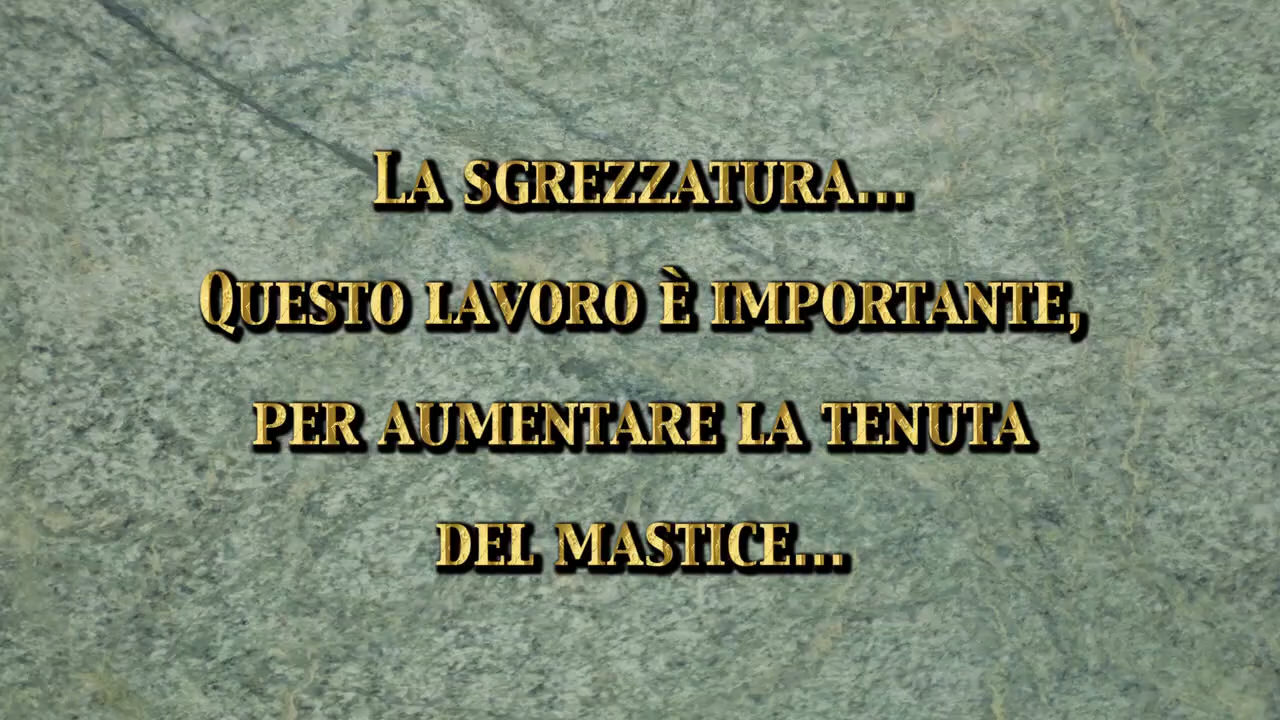 La sgrezzatura...
Questo lavoro è importante,
per aumentare la tenuta
del mastice...